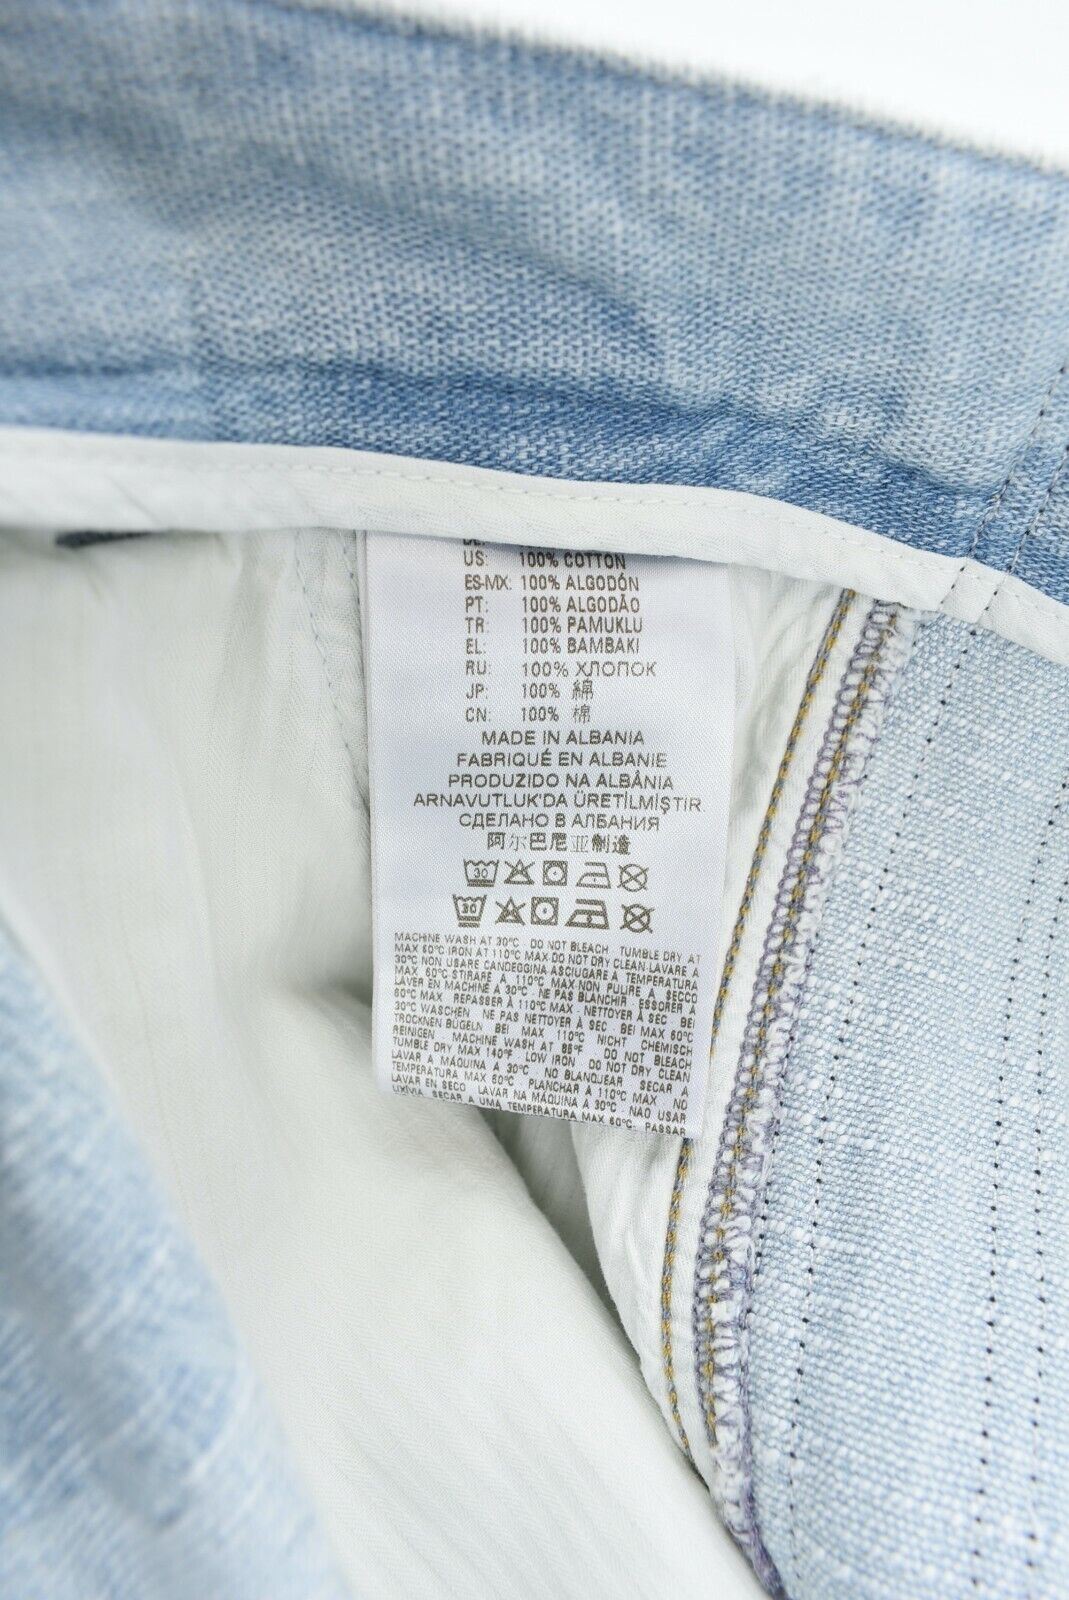 US: 100% COTTON
ES-MX: 100% ALGODÓN
PT: 100% ALGODÃO
TR: 100% PAMUKLU
EL: 100% BAMBAKI
RU: 100% ХЛОПОК
JP: 100% 綿
CN: 100% 棉
MADE IN ALBANIA
FABRIQUÉ EN ALBANIE
PRODUZIDO NA ALBÂNIA
ARNAVUTLUK'DA ÜRETİLMİŞTIR
СДЕЛАНО В АЛБАНИЯ
阿尔巴尼亚制造
30
30
MACHINE WASH AT 30°C - DO NOT BLEACH - TUMBLE DRY AT
MAX 60°C IRON AT 110°C MAX DO NOT DRY CLEAN LAVARE A
30°C NON USARE CANDEGGINA ASCIUGARE A TEMPERATURA
MAX 60°C STIRARE A 110°C MAX NON PULIRE A SECCO
LAVER EN MACHINE À 30°C - NE PAS BLANCHIR - ESSORER À
60°C MAX - REPASSER À 110°C MAX - NETTOYER À SEC - BEI
30°C WASCHEN - NE PAS NETTOYER À SEC - BEI MAX 60°C
TROCKNEN BÜGELN BEI MAX 110°C NICHT CHEMISCH
REINIGEN MACHINE WASH AT 86°F DO NOT BLEACH
TUMBLE DRY MAX 140°F LOW IRON DO NOT DRY CLEAN
LAVAR A MÁQUINA A 30°C NO BLANQUEAR SECAR A
TEMPERATURA MAX 60°C PLANCHAR À 110°C MAX NO
LAVAR EN SECO LAVAR NA MÁQUINA A 30°C NÃO USAR
LIXÍVIA SECAR A UMA TEMPERATURA MAX 60°C. PASSAR